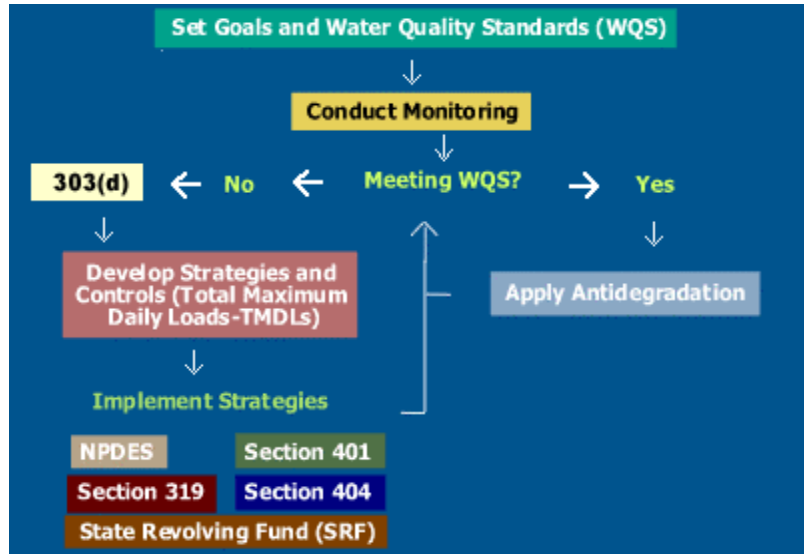 Set Goals and Water Quality Standards (WQS)
Conduct Monitoring
303(d)
No
Meeting WQS?
Yes
Develop Strategies and
Controls (Total Maximum
Daily Loads-TMDLs)
Apply Antidegradation
Implement Strategies
NPDES
Section 401
Section 319
Section 404
State Revolving Fund (SRF)